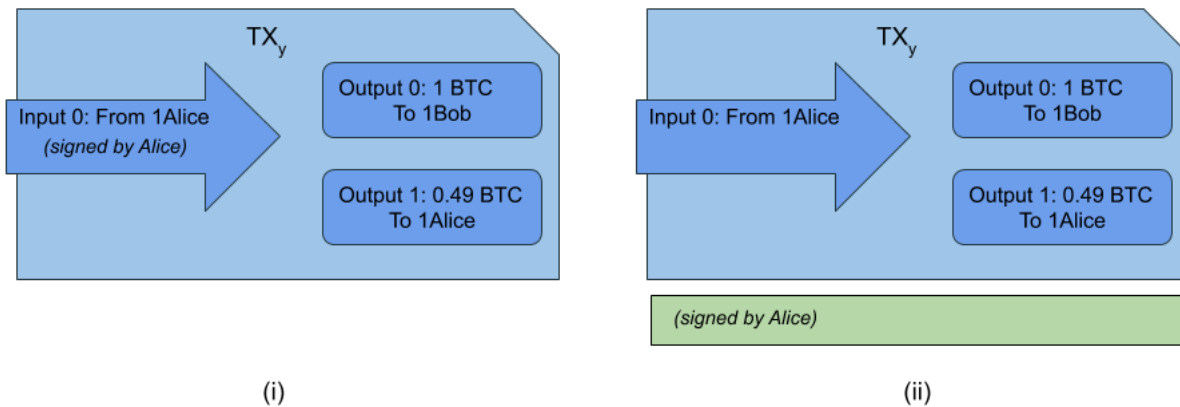 TXy
Input 0: From 1Alice
(signed by Alice)
Output 0: 1 BTC
To 1Bob
Output 1: 0.49 BTC
To 1Alice
(i)
TXy
Input 0: From 1Alice
Output 0: 1 BTC
To 1Bob
Output 1: 0.49 BTC
To 1Alice
(signed by Alice)
(ii)